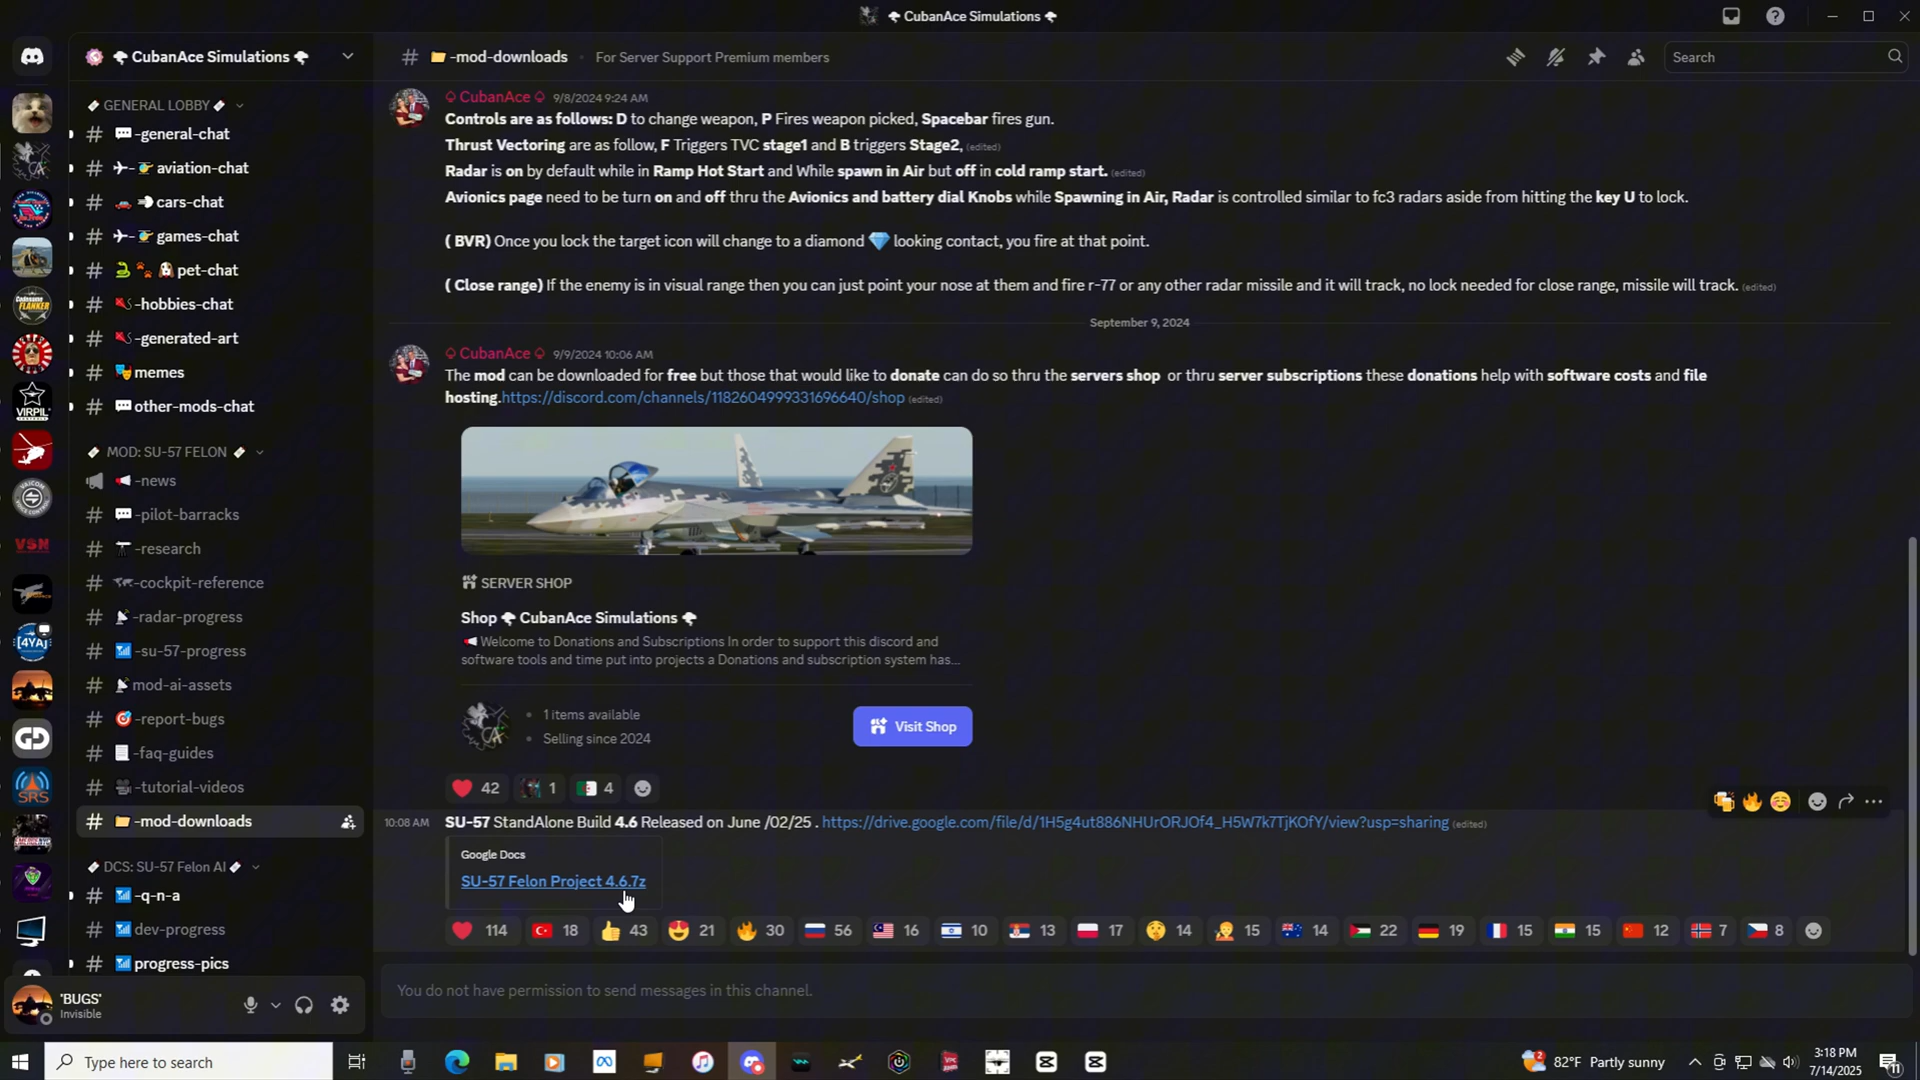 CubanAce Simulations
CubanAce Simulations
-mod-downloads
For Server Support Premium members
Search
GENERAL LOBBY
-general-chat
aviation-chat
cars-chat
games-chat
pet-chat
-hobbies-chat
-generated-art
memes
other-mods-chat
MOD: SU-57 FELON
-news
-pilot-barracks
-research
-cockpit-reference
-radar-progress
-su-57-progress
mod-ai-assets
-report-bugs
-faq-guides
-tutorial-videos
-mod-downloads
DCS: SU-57 Felon AI
-q-n-a
dev-progress
progress-pics
'BUGS'
Invisible
VIRPIL
VSN
[4YA]
GD
SRS
CubanAce 9/8/2024 9:24 AM
Controls are as follows: D to change weapon, P Fires weapon picked, Spacebar fires gun.
Thrust Vectoring are as follow, F Triggers TVC stage1 and B triggers Stage2, (edited)
Radar is on by default while in Ramp Hot Start and While spawn in Air but off in cold ramp start. (edited)
Avionics page need to be turn on and off thru the Avionics and battery dial Knobs while Spawning in Air, Radar is controlled similar to fc3 radars aside from hitting the key U to lock.
( BVR) Once you lock the target icon will change to a diamond 💎 looking contact, you fire at that point.
( Close range) If the enemy is in visual range then you can just point your nose at them and fire r-77 or any other radar missile and it will track, no lock needed for close range, missile will track. (edited)
September 9, 2024
CubanAce 9/9/2024 10:06 AM
The mod can be downloaded for free but those that would like to donate can do so thru the servers shop or thru server subscriptions these donations help with software costs and file
hosting.https://discord.com/channels/1182604999331696640/shop (edited)
SERVER SHOP
Shop CubanAce Simulations
Welcome to Donations and Subscriptions In order to support this discord and
software tools and time put into projects a Donations and subscription system has...
1 items available
Selling since 2024
Visit Shop
42 1 4
10:08 AM SU-57 StandAlone Build 4.6 Released on June /02/25 . https://drive.google.com/file/d/1H5g4ut886NHUrORJOf4_H5W7k7TjKOfY/view?usp=sharing (edited)
Google Docs
SU-57 Felon Project 4.6.7z
114 18 43 21 30 56 16 10 13 17 14 15 14 22 19 15 15 12 7 8
You do not have permission to send messages in this channel.
Type here to search
82°F Partly sunny
3:18 PM
7/14/2025
11